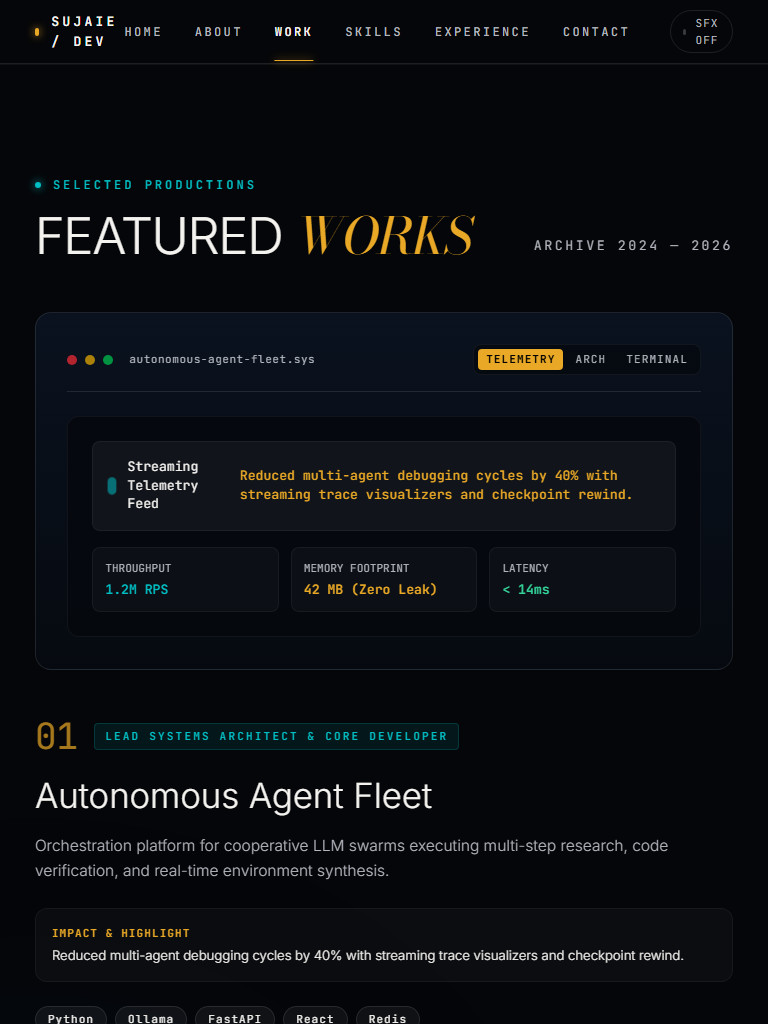 SUJAIE
/ DEV
HOME ABOUT WORK SKILLS EXPERIENCE CONTACT
SFX
OFF
SELECTED PRODUCTIONS
FEATURED WORKS
ARCHIVE 2024 — 2026
autonomous-agent-fleet.sys
TELEMETRY ARCH TERMINAL
Streaming
Telemetry
Feed
Reduced multi-agent debugging cycles by 40% with
streaming trace visualizers and checkpoint rewind.
THROUGHPUT
1.2M RPS
MEMORY FOOTPRINT
42 MB (Zero Leak)
LATENCY
< 14ms
01
LEAD SYSTEMS ARCHITECT & CORE DEVELOPER
Autonomous Agent Fleet
Orchestration platform for cooperative LLM swarms executing multi-step research, code
verification, and real-time environment synthesis.
IMPACT & HIGHLIGHT
Reduced multi-agent debugging cycles by 40% with streaming trace visualizers and checkpoint rewind.
Python Ollama FastAPI React Redis